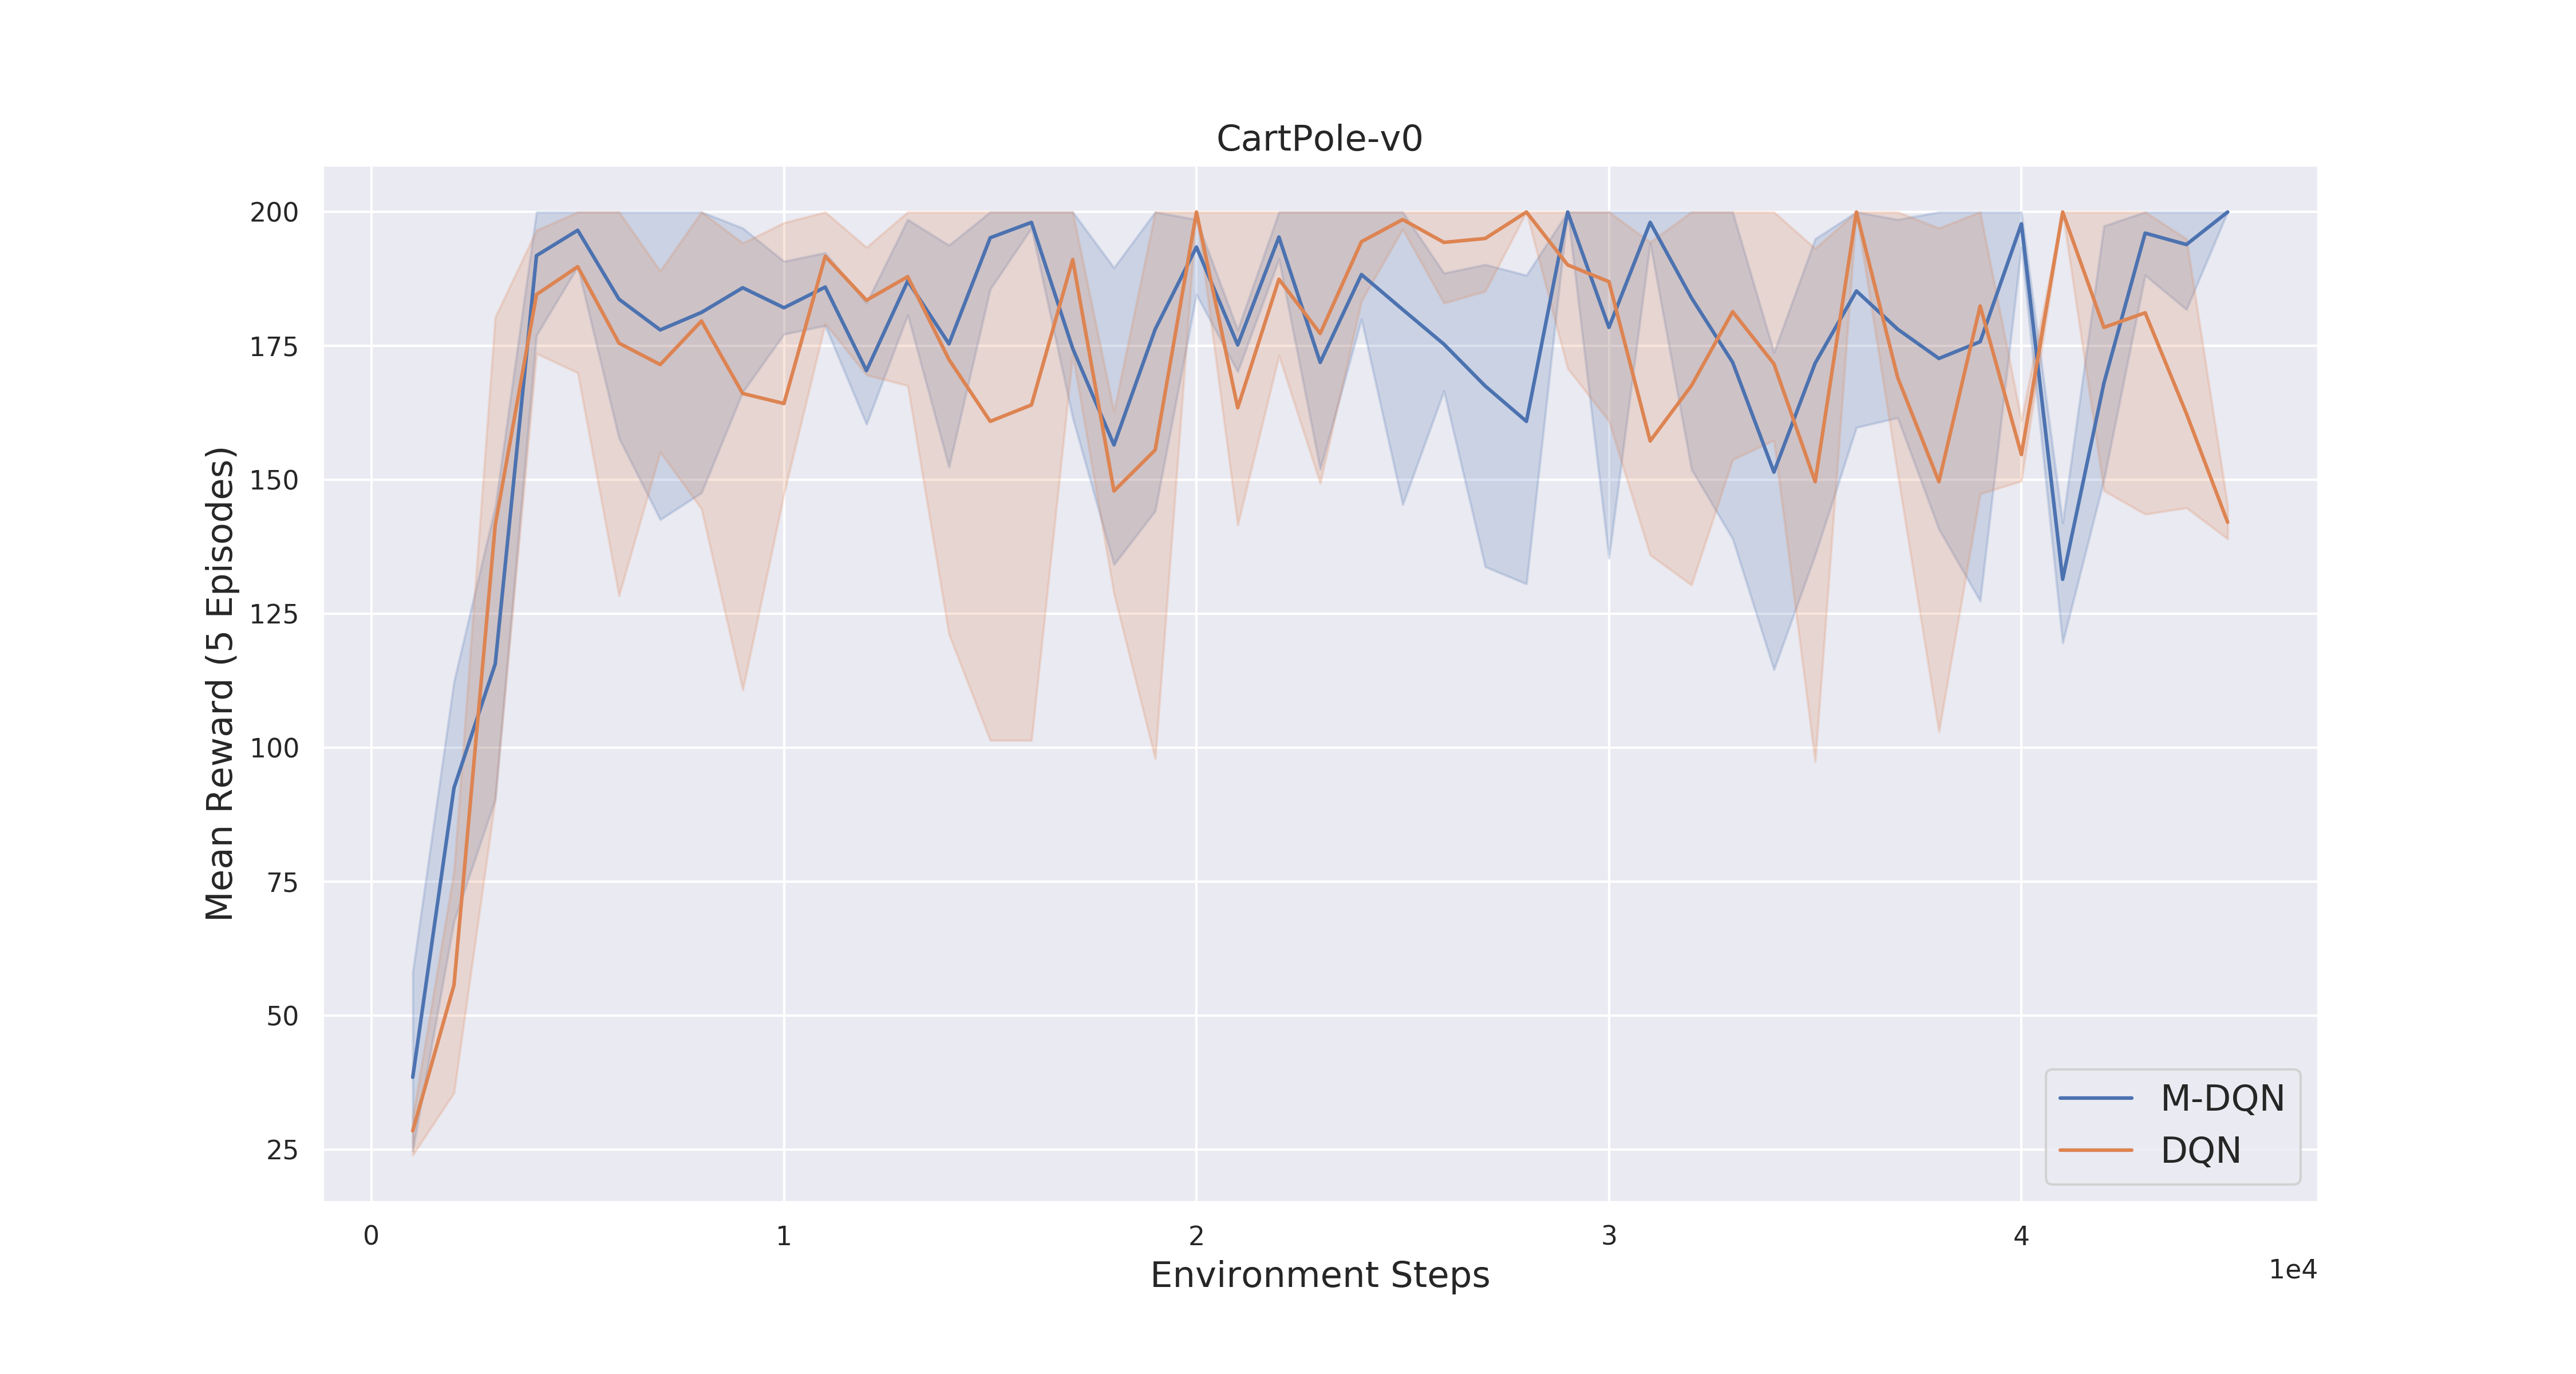 CartPole-v0
200
175
150
125
100
75
50
25
Mean Reward (5 Episodes)
0 1 2 3 4
1e4
Environment Steps
M-DQN
DQN